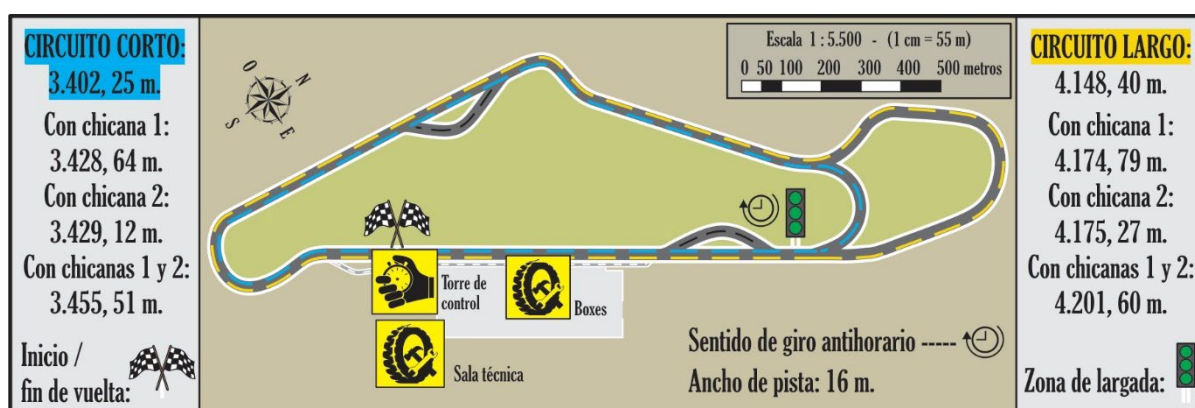 CIRCUITO CORTO:
3.402, 25 m.
Con chicana 1:
3.428, 64 m.
Con chicana 2:
3.429, 12 m.
Con chicanas 1 y 2:
3.455, 51 m.
Inicio /
fin de vuelta:
O
N
S
E
Escala 1 : 5.500 - (1 cm = 55 m)
0 50 100 200 300 400 500 metros
Torre de
control
Boxes
Sala técnica
Sentido de giro antihorario -----
Ancho de pista: 16 m.
CIRCUITO LARGO:
4.148, 40 m.
Con chicana 1:
4.174, 79 m.
Con chicana 2:
4.175, 27 m.
Con chicanas 1 y 2:
4.201, 60 m.
Zona de largada: